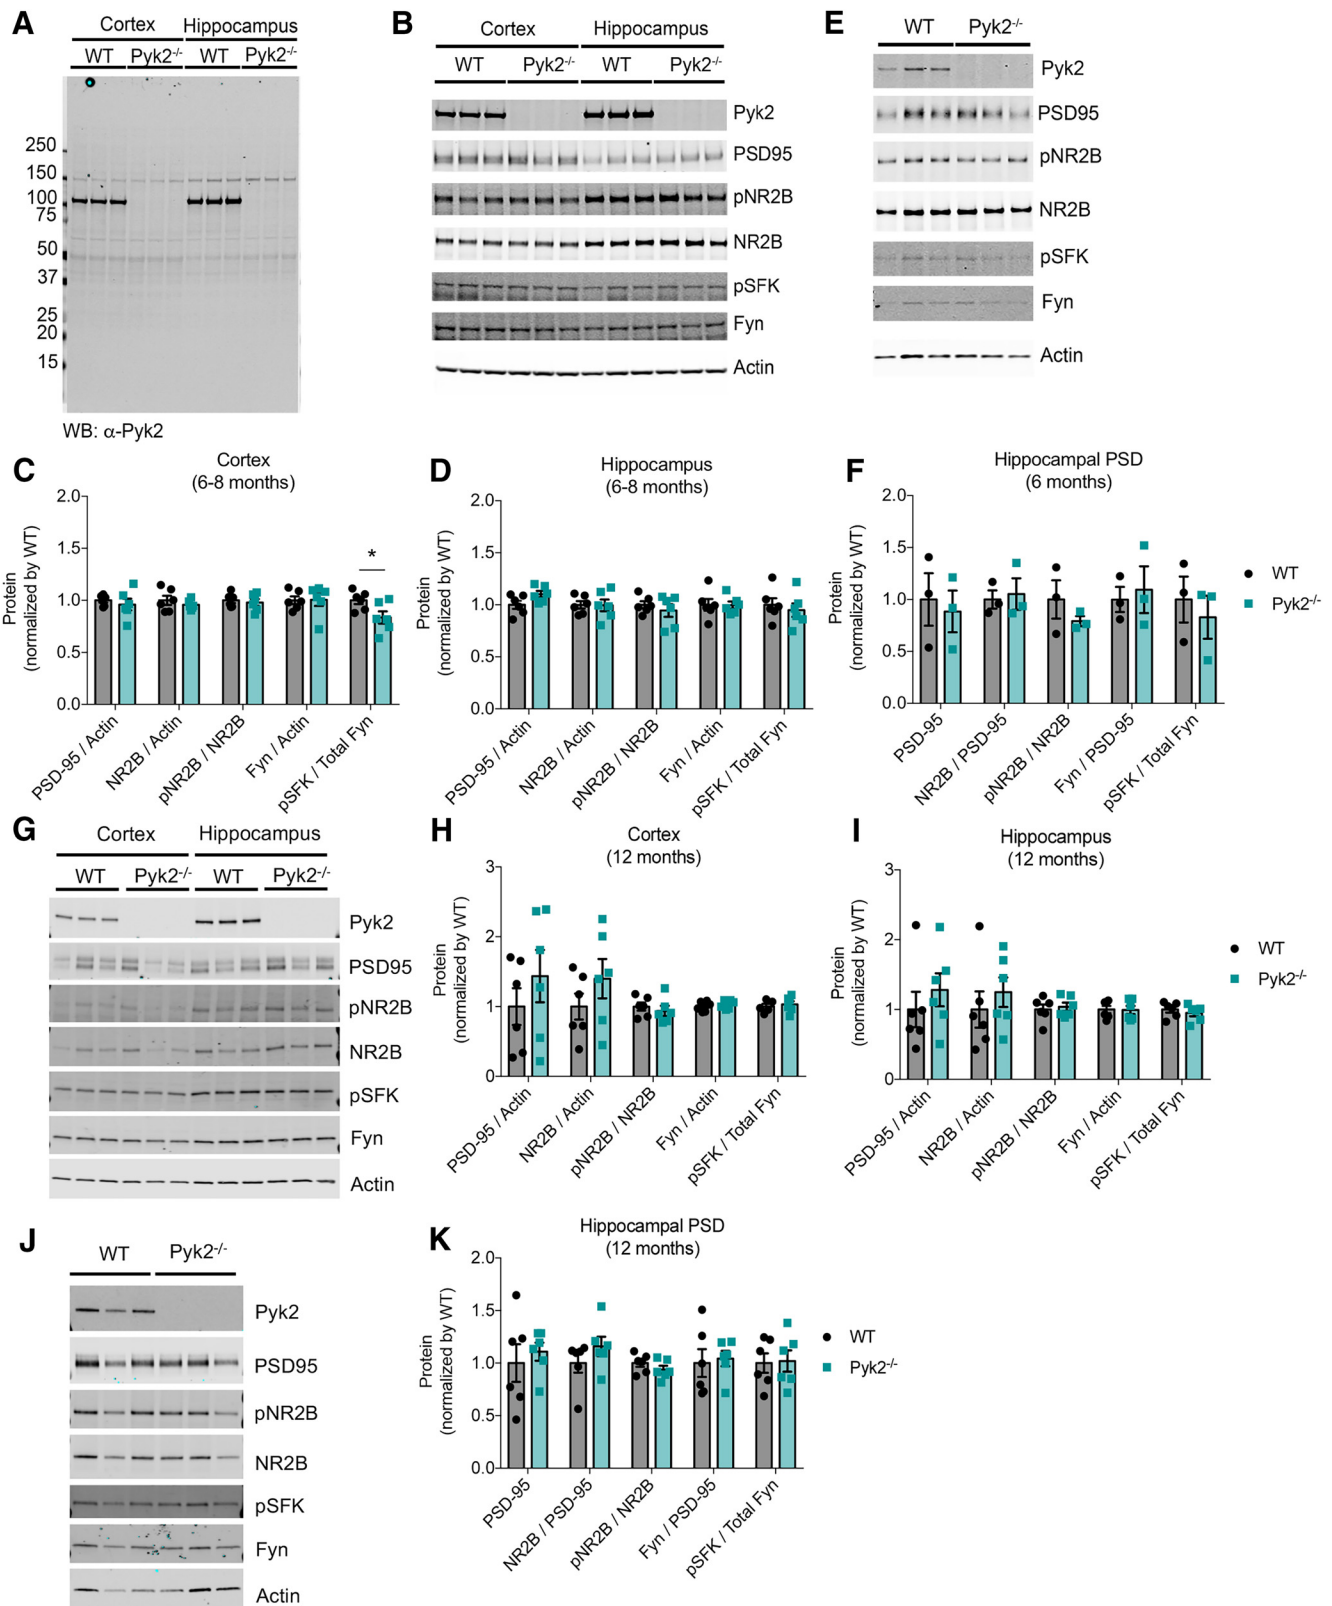 A
Cortex Hippocampus
WT Pyk2-/- WT Pyk2-/-
250
150
100
75
50
37
25
20
15
WB: α-Pyk2
B
Cortex Hippocampus
WT Pyk2-/- WT Pyk2-/-
Pyk2
PSD95
pNR2B
NR2B
pSFK
Fyn
Actin
E
WT Pyk2-/-
Pyk2
PSD95
pNR2B
NR2B
pSFK
Fyn
Actin
C
Cortex
(6-8 months)
Protein
(normalized by WT)
2.0
1.5
1.0
0.5
0.0
*
PSD-95 / Actin
NR2B / Actin
pNR2B / NR2B
Fyn / Actin
pSFK / Total Fyn
D
Hippocampus
(6-8 months)
Protein
(normalized by WT)
2.0
1.5
1.0
0.5
0.0
PSD-95 / Actin
NR2B / Actin
pNR2B / NR2B
Fyn / Actin
pSFK / Total Fyn
F
Hippocampal PSD
(6 months)
Protein
(normalized by WT)
2.0
1.5
1.0
0.5
0.0
PSD-95
NR2B / PSD-95
pNR2B / NR2B
Fyn / PSD-95
pSFK / Total Fyn
WT
Pyk2-/-
G
Cortex Hippocampus
WT Pyk2-/- WT Pyk2-/-
Pyk2
PSD95
pNR2B
NR2B
pSFK
Fyn
Actin
H
Cortex
(12 months)
Protein
(normalized by WT)
3
2
1
0
PSD-95 / Actin
NR2B / Actin
pNR2B / NR2B
Fyn / Actin
pSFK / Total Fyn
I
Hippocampus
(12 months)
Protein
(normalized by WT)
3
2
1
0
PSD-95 / Actin
NR2B / Actin
pNR2B / NR2B
Fyn / Actin
pSFK / Total Fyn
WT
Pyk2-/-
J
WT Pyk2-/-
Pyk2
PSD95
pNR2B
NR2B
pSFK
Fyn
Actin
K
Hippocampal PSD
(12 months)
Protein
(normalized by WT)
2.0
1.5
1.0
0.5
0.0
PSD-95
NR2B / PSD-95
pNR2B / NR2B
Fyn / PSD-95
pSFK / Total Fyn
WT
Pyk2-/-